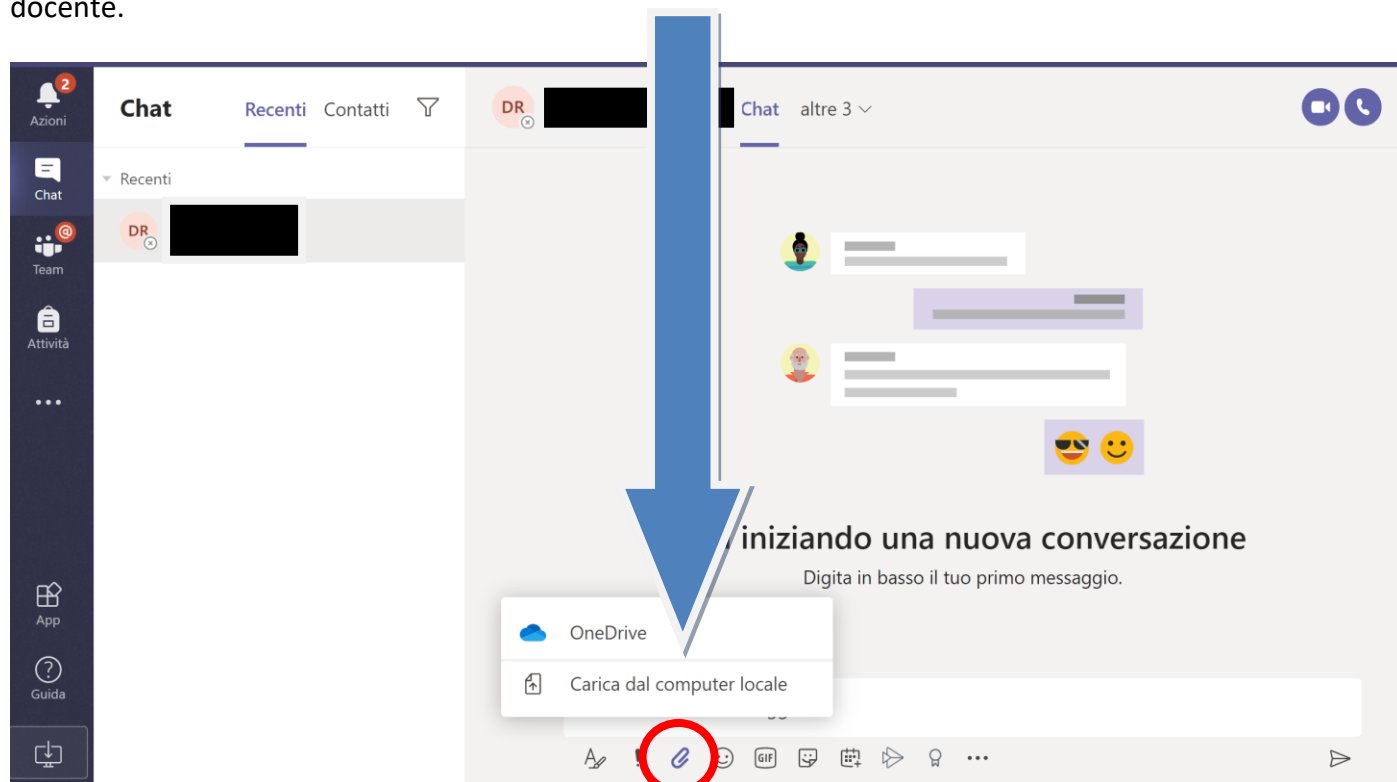 docente.
2
Azioni
Chat
Recenti
Contatti
DR
Chat
altre 3
Chat
Recenti
DR
@
Team
Attività
iniziando una nuova conversazione
Digita in basso il tuo primo messaggio.
App
OneDrive
Guida
Carica dal computer locale
GIF